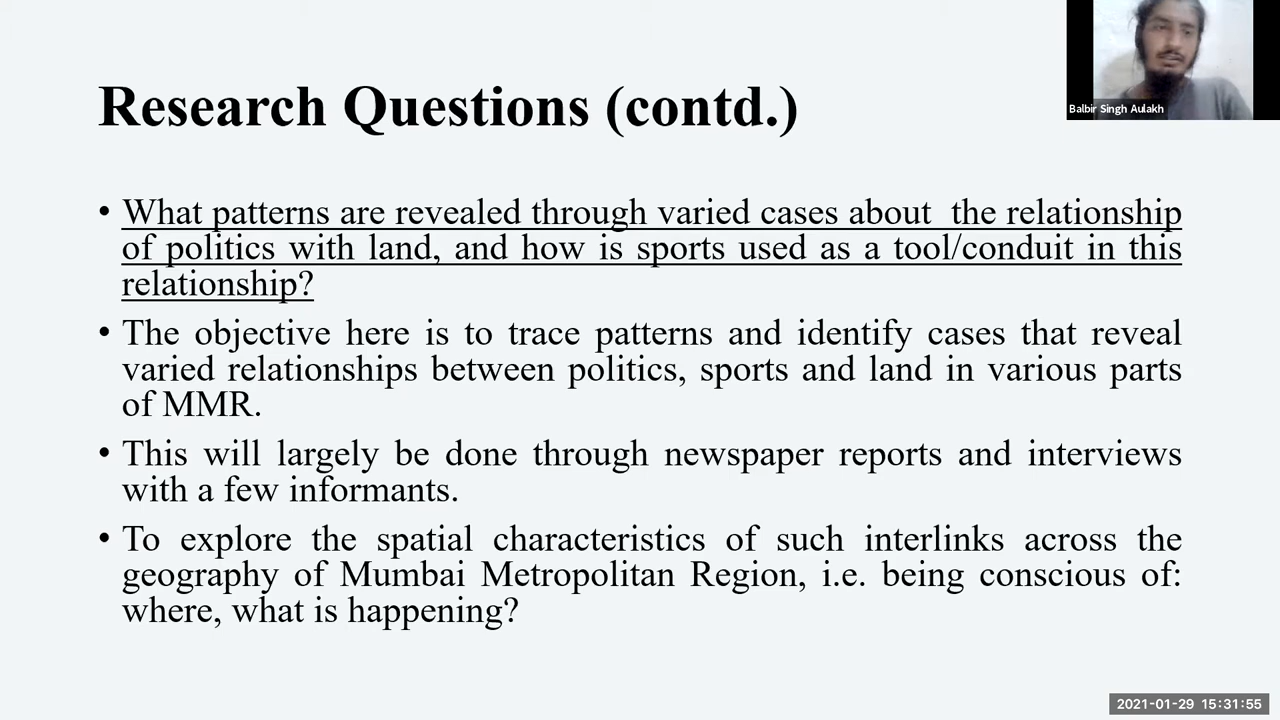 Research Questions (contd.)
Balbir Singh Aulakh
• What patterns are revealed through varied cases about  the relationship
of politics with land, and how is sports used as a tool/conduit in this
relationship?
• The objective here is to trace patterns and identify cases that reveal
varied relationships between politics, sports and land in various parts
of MMR.
• This will largely be done through newspaper reports and interviews
with a few informants.
• To explore the spatial characteristics of such interlinks across the
geography of Mumbai Metropolitan Region, i.e. being conscious of:
where, what is happening?
2021-01-29 15:31:55